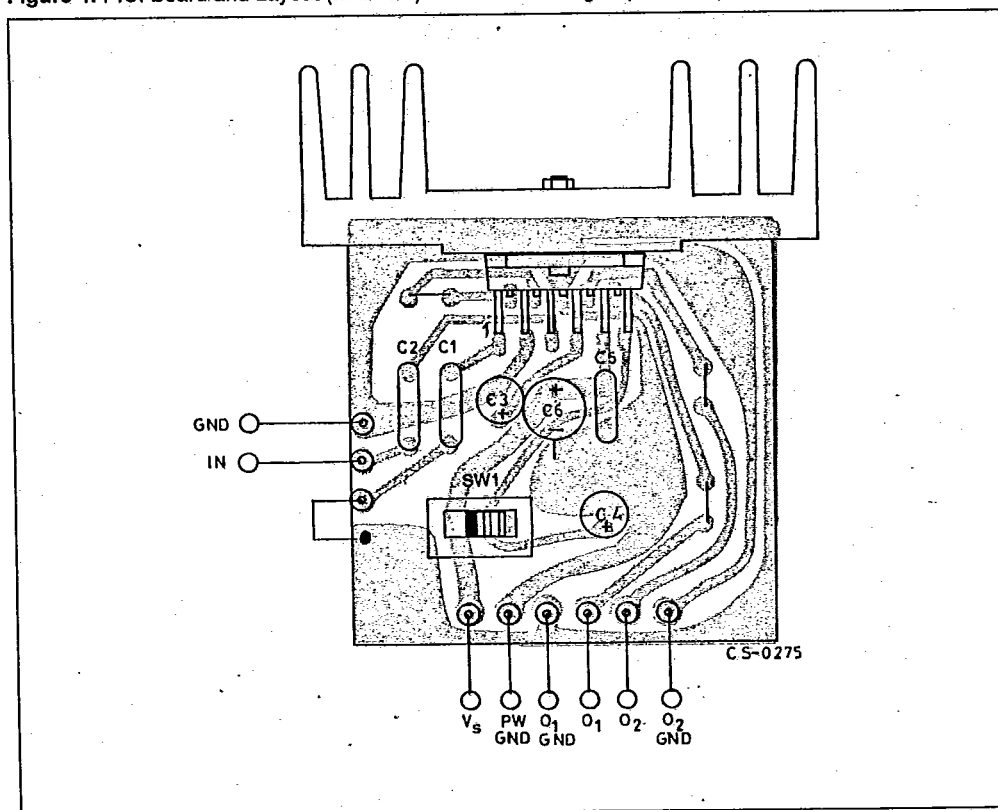 1
C2 C1
C5
C3
+
+
C6
GND
IN
SW1
C4
+
CS-0275
Vs PW GND O1 GND O1 O2 O2 GND